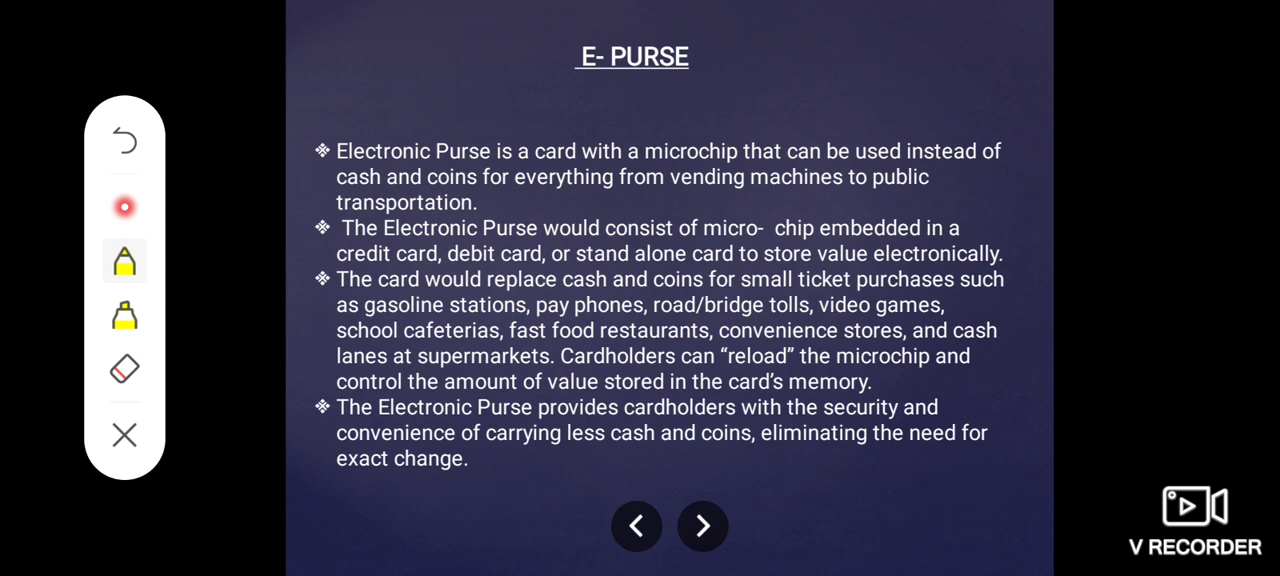 E- PURSE
❖ Electronic Purse is a card with a microchip that can be used instead of
cash and coins for everything from vending machines to public
transportation.
❖ The Electronic Purse would consist of micro- chip embedded in a
credit card, debit card, or stand alone card to store value electronically.
❖ The card would replace cash and coins for small ticket purchases such
as gasoline stations, pay phones, road/bridge tolls, video games,
school cafeterias, fast food restaurants, convenience stores, and cash
lanes at supermarkets. Cardholders can “reload” the microchip and
control the amount of value stored in the card’s memory.
❖ The Electronic Purse provides cardholders with the security and
convenience of carrying less cash and coins, eliminating the need for
exact change.
V RECORDER